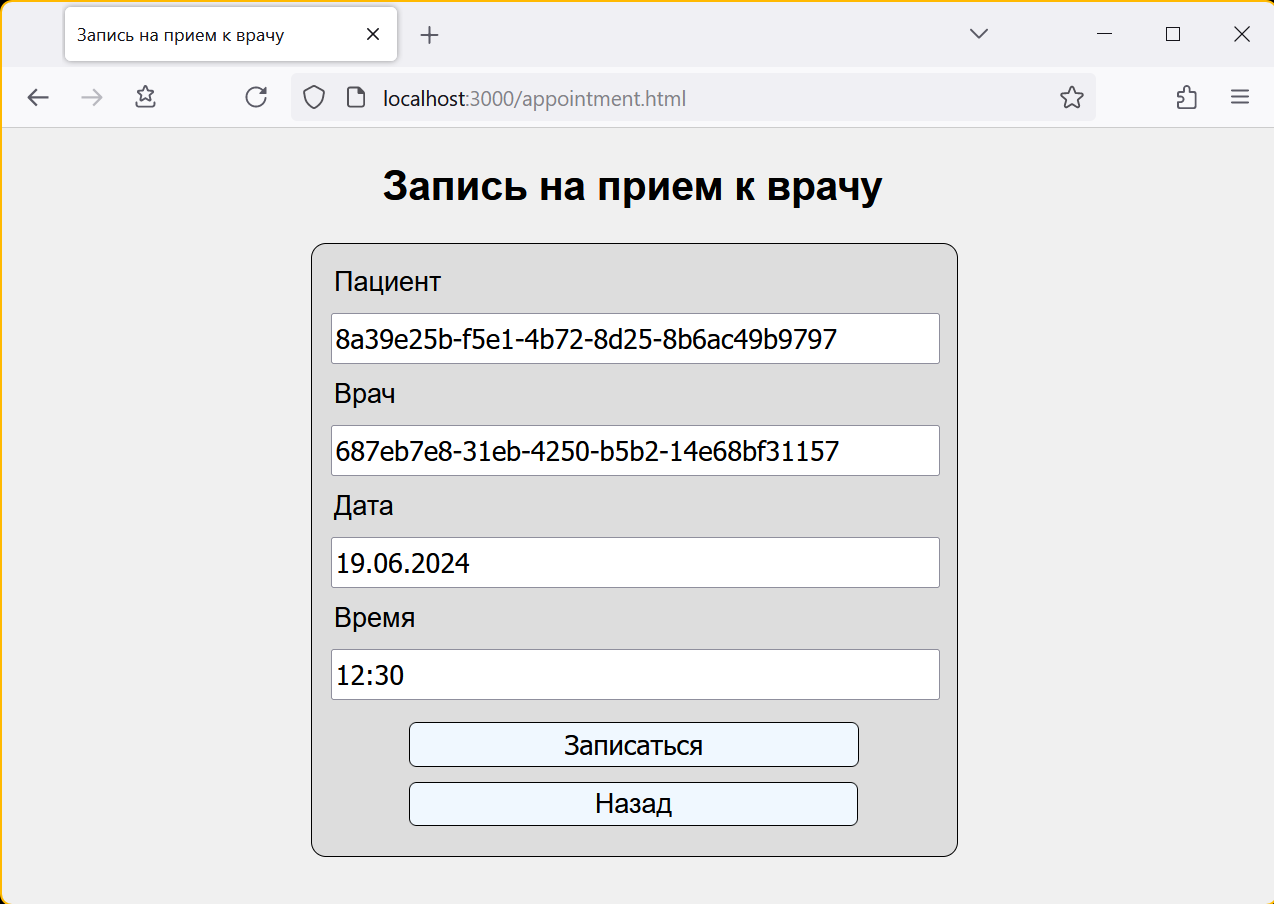 Запись на прием к врачу
localhost:3000/appointment.html
Запись на прием к врачу
Пациент
8a39e25b-f5e1-4b72-8d25-8b6ac49b9797
Врач
687eb7e8-31eb-4250-b5b2-14e68bf31157
Дата
19.06.2024
Время
12:30
Записаться
Назад